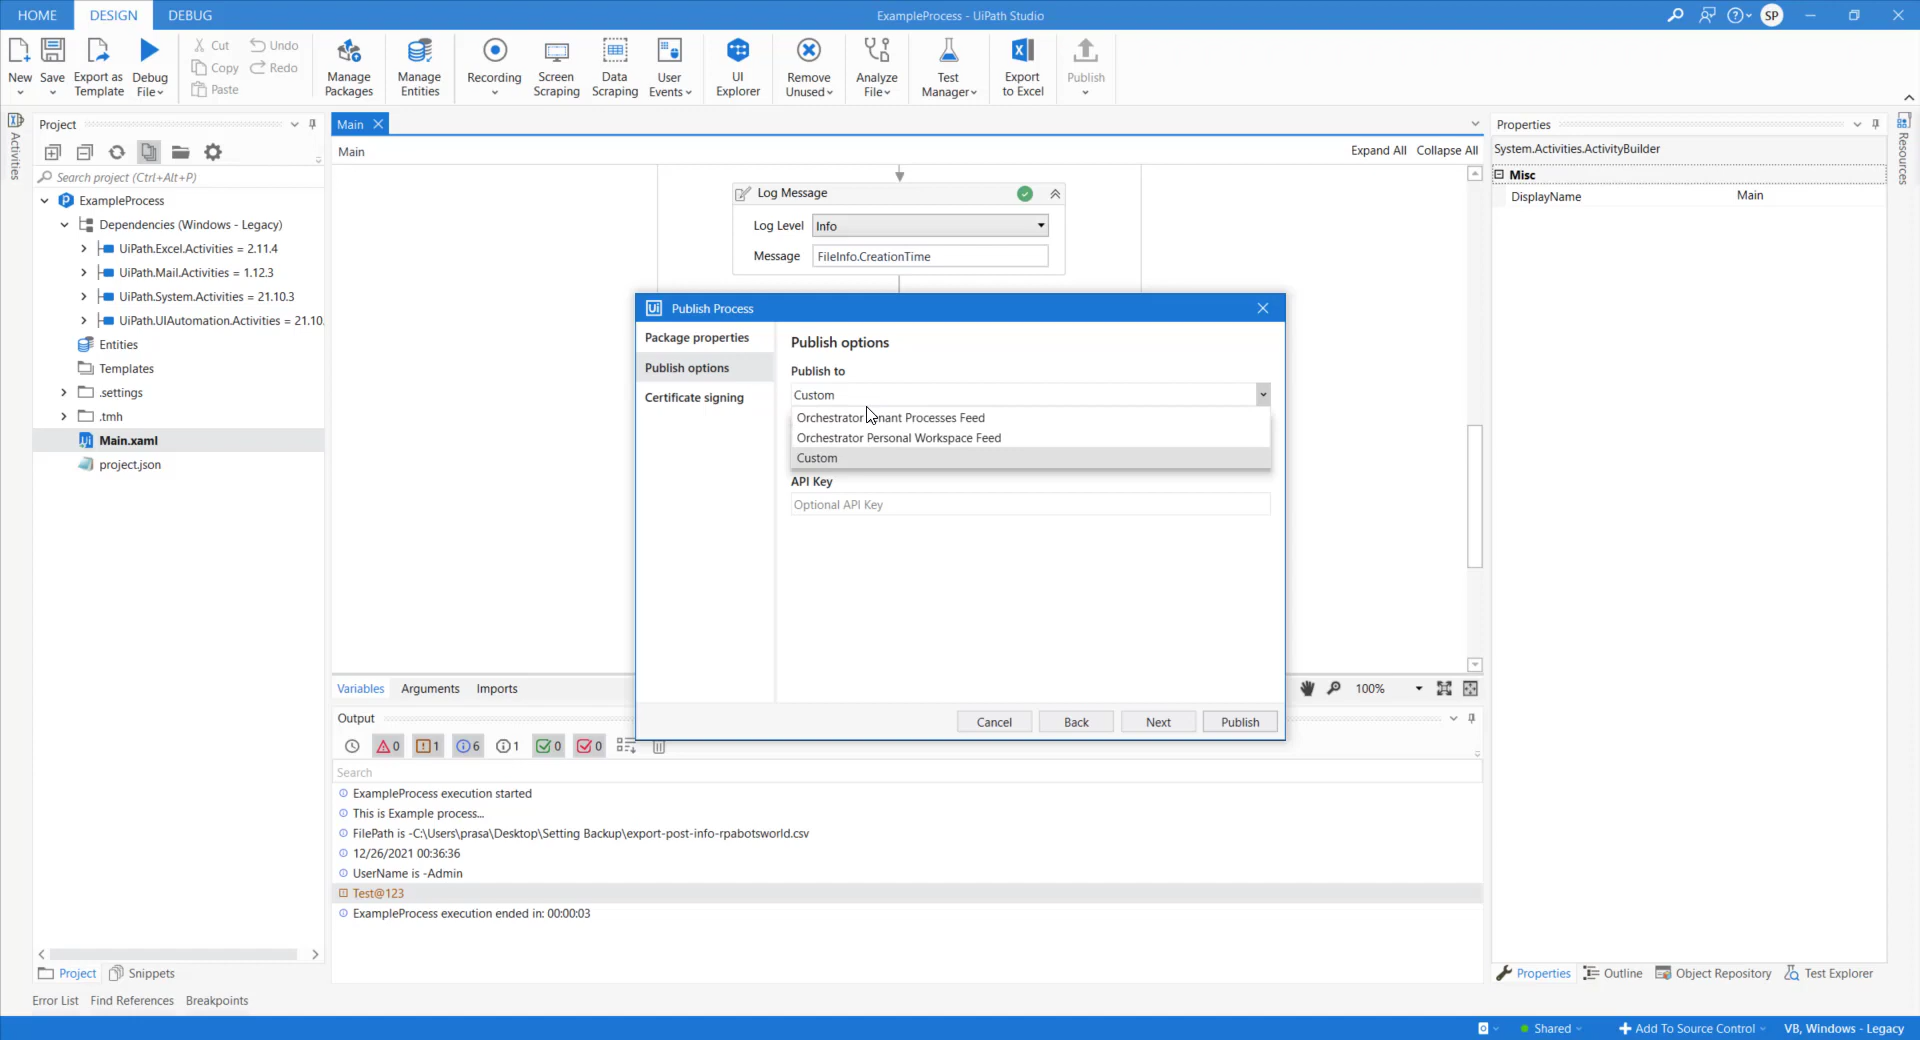 HOME DESIGN DEBUG ExampleProcess - UiPath Studio SP
New Save Export as Template Debug File Cut Copy Paste Undo Redo Manage Packages Manage Entities Recording Screen Scraping Data Scraping User Events UI Explorer Remove Unused Analyze File Test Manager Export to Excel Publish
Activities
Project
Search project (Ctrl+Alt+P)
ExampleProcess
Dependencies (Windows - Legacy)
UiPath.Excel.Activities = 2.11.4
UiPath.Mail.Activities = 1.12.3
UiPath.System.Activities = 21.10.3
UiPath.UIAutomation.Activities = 21.10.
Entities
Templates
.settings
.tmh
Main.xaml
project.json
Project Snippets
Error List Find References Breakpoints
Main
Main Expand All Collapse All
Log Message
Log Level Info
Message FileInfo.CreationTime
Publish Process
Package properties
Publish options
Certificate signing
Publish options
Publish to
Custom
Orchestrator Tenant Processes Feed
Orchestrator Personal Workspace Feed
Custom
API Key
Optional API Key
Cancel Back Next Publish
Variables Arguments Imports 100%
Output
0 1 6 1 0 0
Search
ExampleProcess execution started
This is Example process...
FilePath is -C:\Users\prasa\Desktop\Setting Backup\export-post-info-rpabotsworld.csv
12/26/2021 00:36:36
UserName is -Admin
Test@123
ExampleProcess execution ended in: 00:00:03
Properties
System.Activities.ActivityBuilder
Misc
DisplayName Main
Resources
Properties Outline Object Repository Test Explorer
Shared Add To Source Control VB, Windows - Legacy